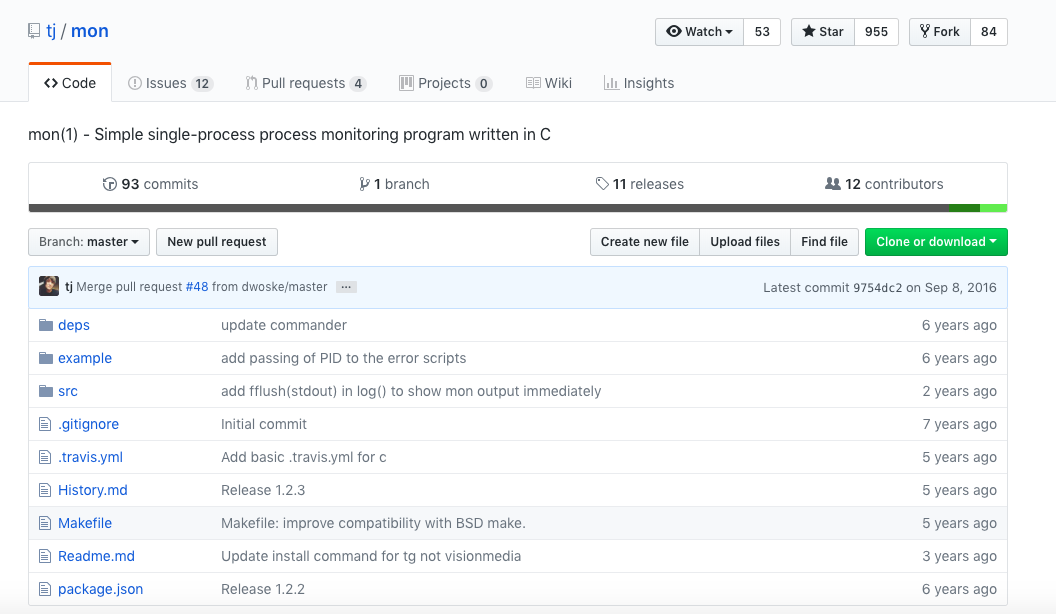 tj / mon
Watch 53 Star 955 Fork 84
Code Issues 12 Pull requests 4 Projects 0 Wiki Insights
mon(1) - Simple single-process process monitoring program written in C
93 commits 1 branch 11 releases 12 contributors
Branch: master New pull request Create new file Upload files Find file Clone or download
tj Merge pull request #48 from dwoske/master ... Latest commit 9754dc2 on Sep 8, 2016
deps update commander 6 years ago
example add passing of PID to the error scripts 6 years ago
src add fflush(stdout) in log() to show mon output immediately 2 years ago
.gitignore Initial commit 7 years ago
.travis.yml Add basic .travis.yml for c 5 years ago
History.md Release 1.2.3 5 years ago
Makefile Makefile: improve compatibility with BSD make. 5 years ago
Readme.md Update install command for tg not visionmedia 3 years ago
package.json Release 1.2.2 6 years ago